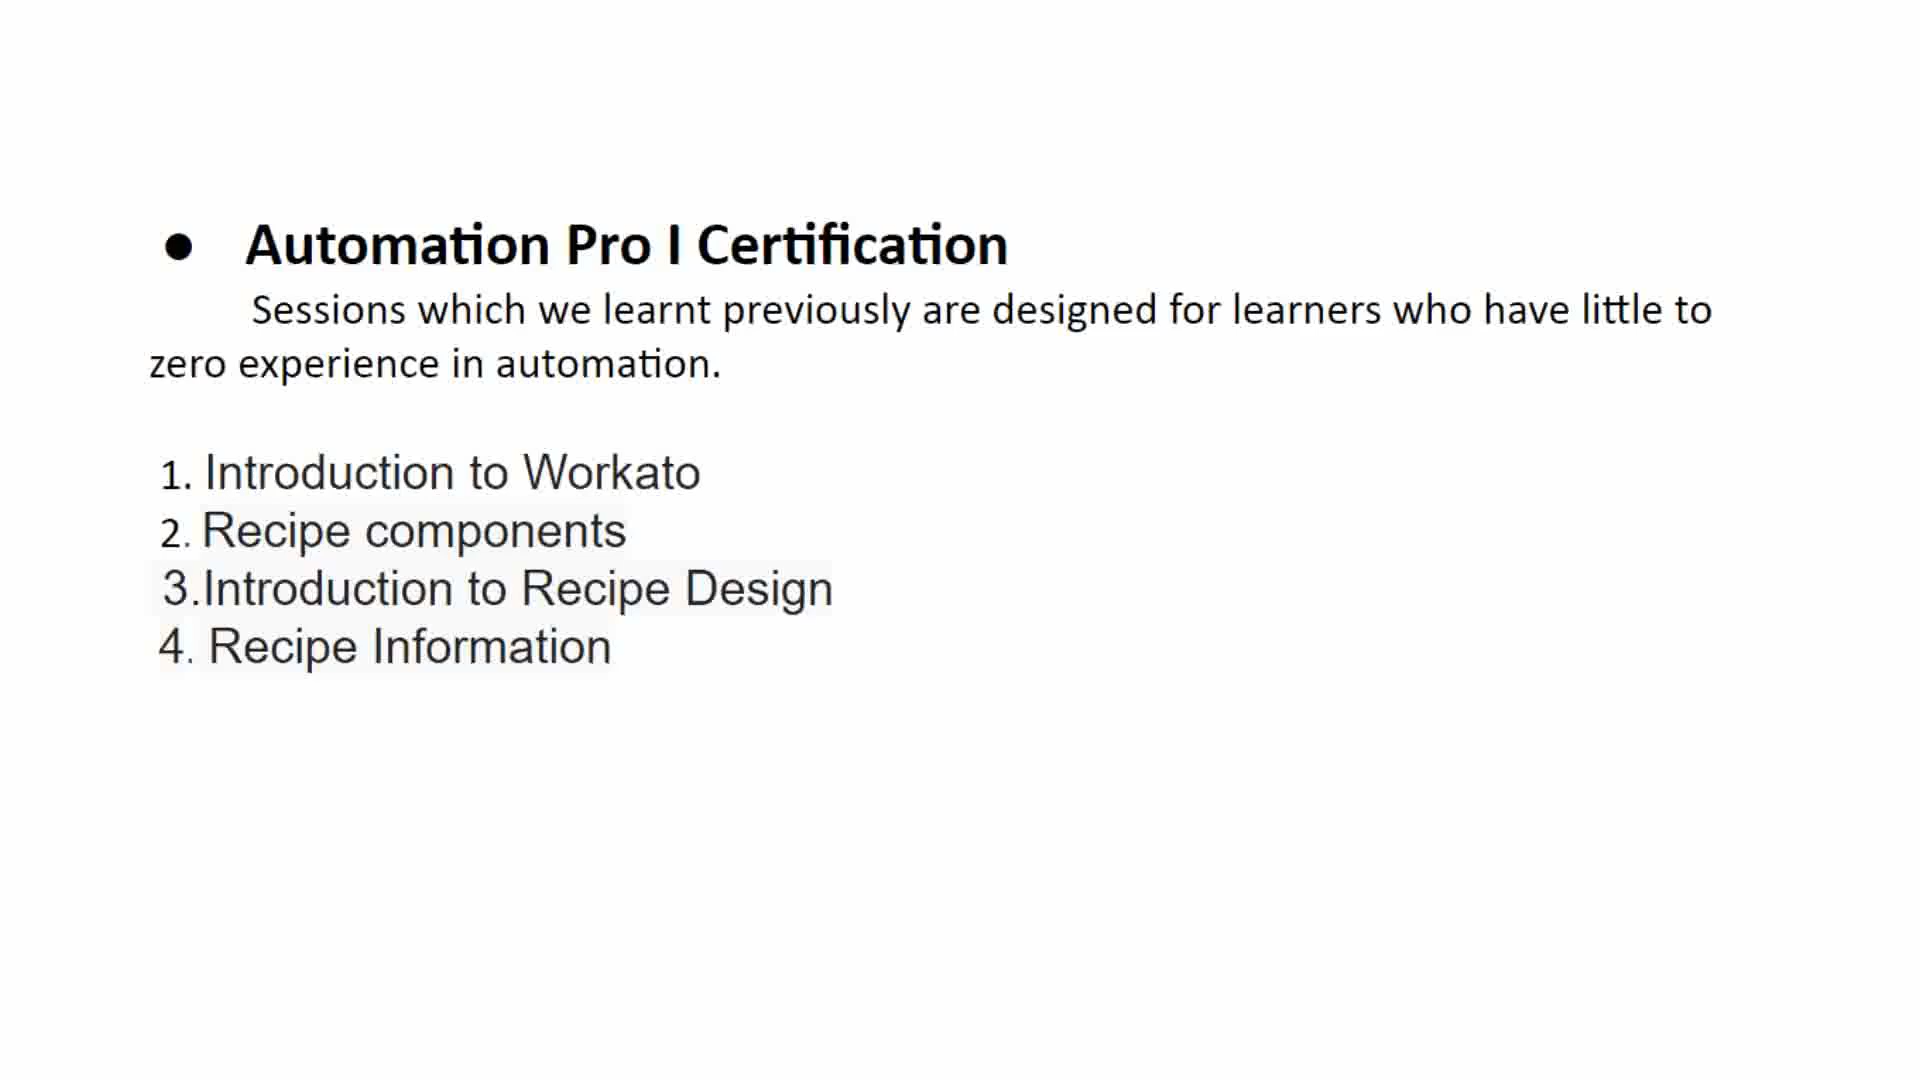 ● Automation Pro I Certification
Sessions which we learnt previously are designed for learners who have little to
zero experience in automation.
1. Introduction to Workato
2. Recipe components
3.Introduction to Recipe Design
4. Recipe Information